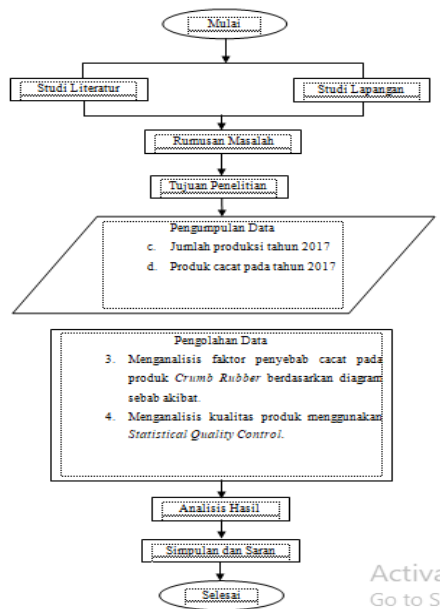 Mulai
Studi Literatur
Studi Lapangan
Rumusan Masalah
Tujuan Penelitian
Pengumpulan Data
c. Jumlah produksi tahun 2017
d. Produk cacat pada tahun 2017
Pengolahan Data
3. Menganalisis faktor penyebab cacat pada
produk Crumb Rubber berdasarkan diagram
sebab akibat.
4. Menganalisis kualitas produk menggunakan
Statistical Quality Control.
Analisis Hasil
Simpulan dan Saran
Selesai
Activa
Go to S